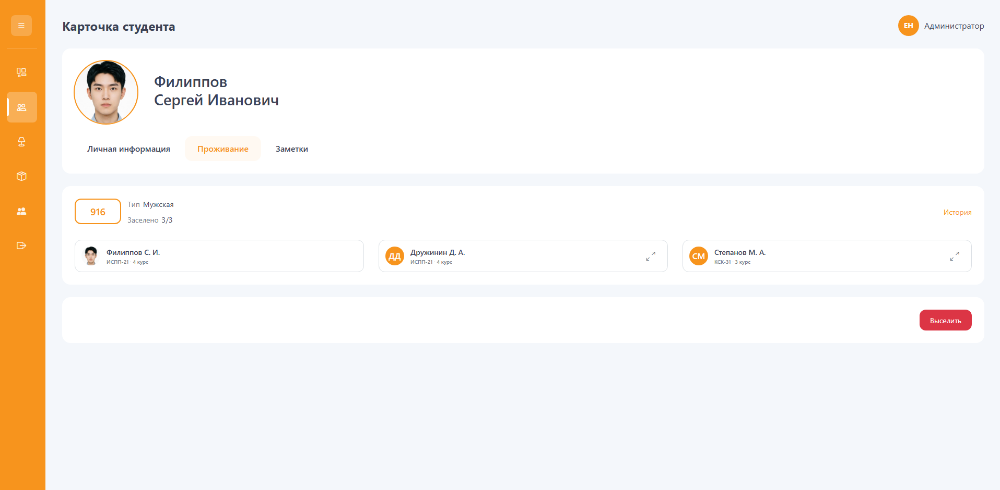 Карточка студента
ЕН Администратор
Филиппов
Сергей Иванович
Личная информация Проживание Заметки
916
Тип Мужская
Заселено 3/3
История
Филиппов С. И.
ИСПП-21 · 4 курс
ДД
Дружинин Д. А.
ИСПП-21 · 4 курс
СМ
Степанов М. А.
КСК-31 · 3 курс
Выселить